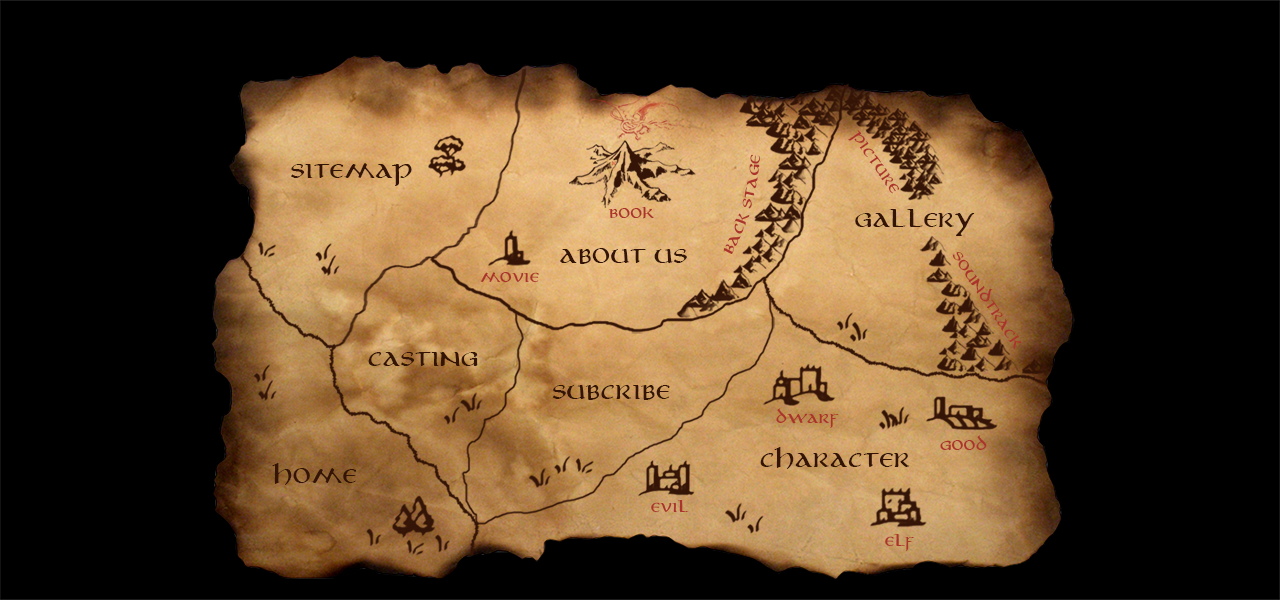 SITEMAP
BOOK
MOVIE
ABOUT US
BACK STAGE
PICTURE
GALLERY
SOUNDTRACK
CASTING
SUBCRIBE
HOME
DWARF
GOOD
CHARACTER
EVIL
ELF